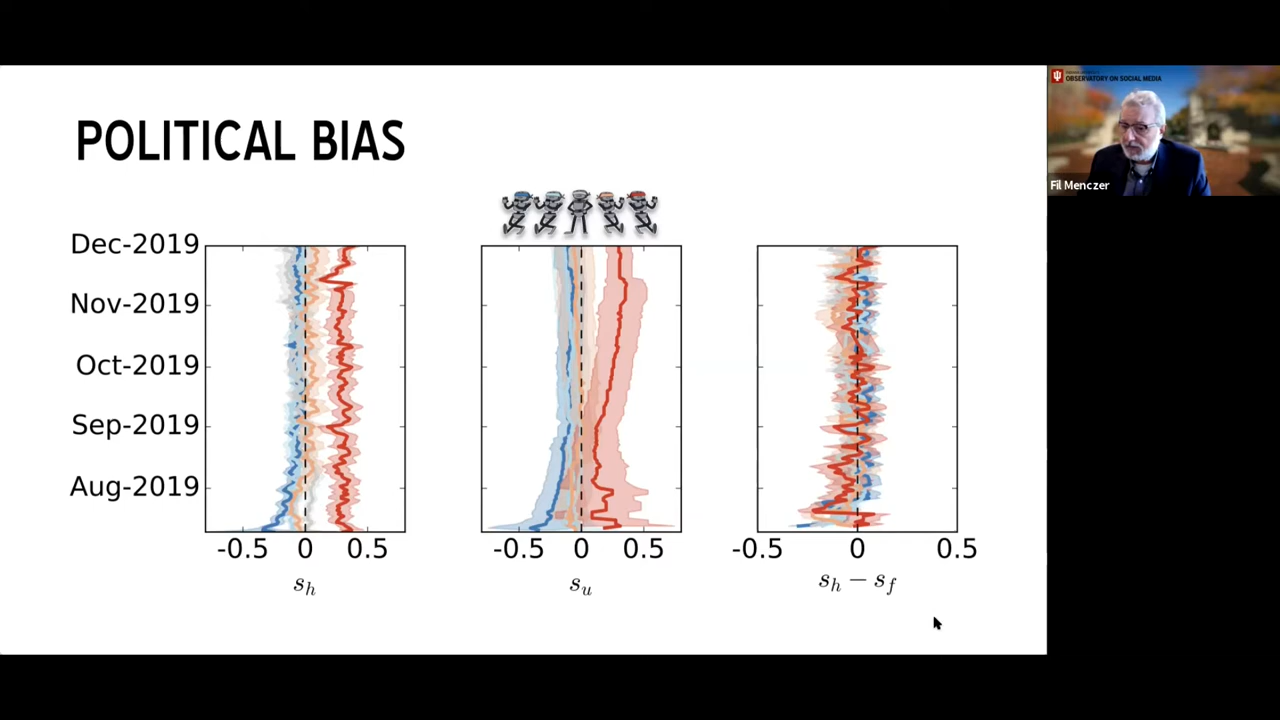 POLITICAL BIAS
Dec-2019
Nov-2019
Oct-2019
Sep-2019
Aug-2019
-0.5 0 0.5
s_h
-0.5 0 0.5
s_u
-0.5 0 0.5
s_h − s_f
OBSERVATORY ON SOCIAL MEDIA
Fil Menczer